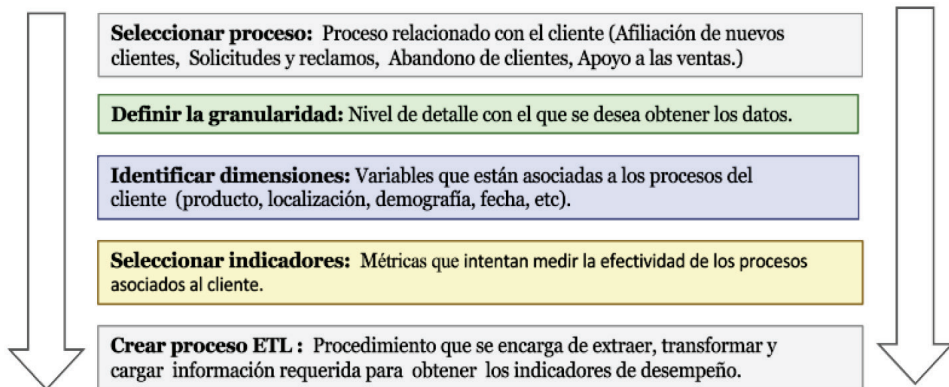 Seleccionar proceso: Proceso relacionado con el cliente (Afiliación de nuevos
clientes, Solicitudes y reclamos, Abandono de clientes, Apoyo a las ventas.)
Definir la granularidad: Nivel de detalle con el que se desea obtener los datos.
Identificar dimensiones: Variables que están asociadas a los procesos del
cliente (producto, localización, demografía, fecha, etc).
Seleccionar indicadores: Métricas que intentan medir la efectividad de los procesos
asociados al cliente.
Crear proceso ETL : Procedimiento que se encarga de extraer, transformar y
cargar información requerida para obtener los indicadores de desempeño.